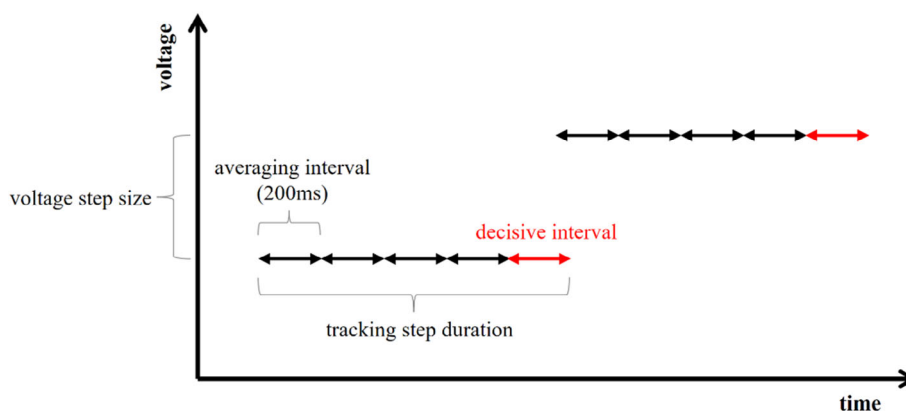 voltage
averaging interval
(200ms)
voltage step size
decisive interval
tracking step duration
time